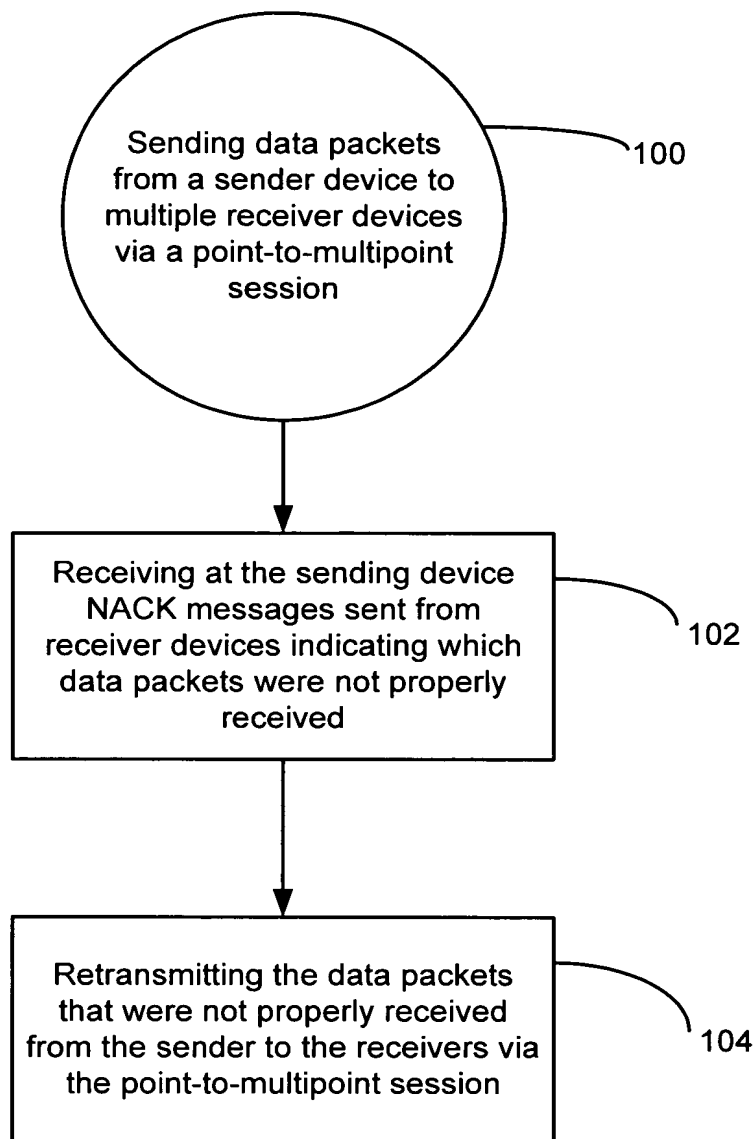 Sending data packets
from a sender device to
multiple receiver devices
via a point-to-multipoint
session
100
Receiving at the sending device
NACK messages sent from
receiver devices indicating which
data packets were not properly
received
102
Retransmitting the data packets
that were not properly received
from the sender to the receivers via
the point-to-multipoint session
104